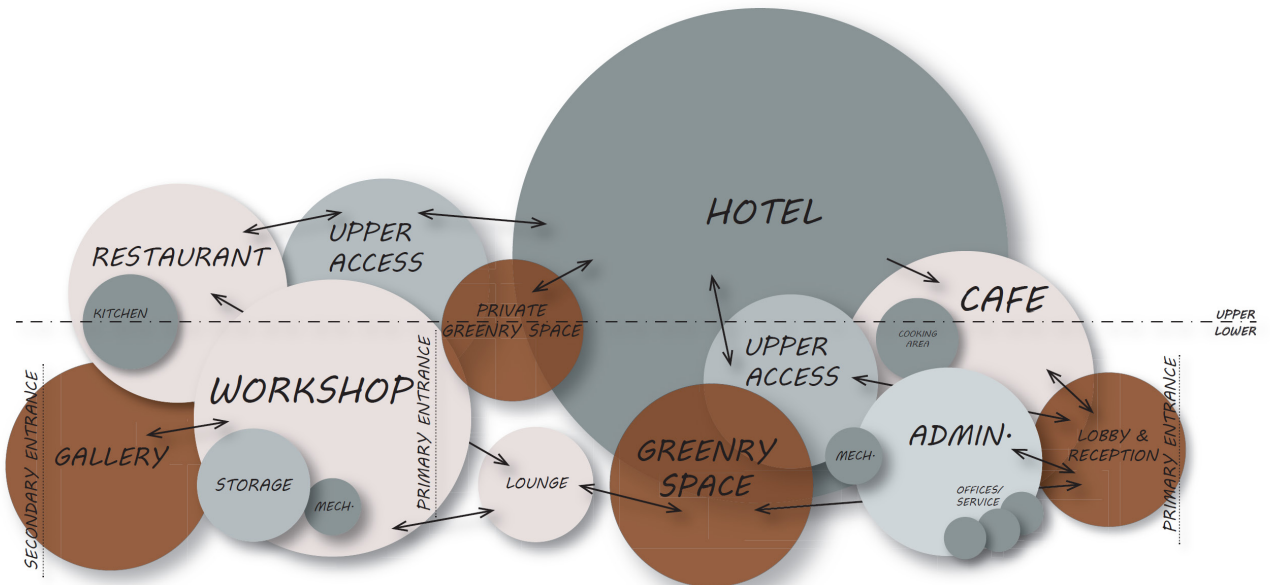 HOTEL
UPPER
ACCESS
RESTAURANT
KITCHEN
PRIVATE
GREENRY SPACE
CAFE
COOKING
AREA
UPPER
LOWER
UPPER
ACCESS
WORKSHOP
PRIMARY ENTRANCE
SECONDARY ENTRANCE
GALLERY
STORAGE
MECH.
LOUNGE
GREENRY
SPACE
MECH.
ADMIN.
OFFICES/
SERVICE
LOBBY &
RECEPTION
PRIMARY ENTRANCE